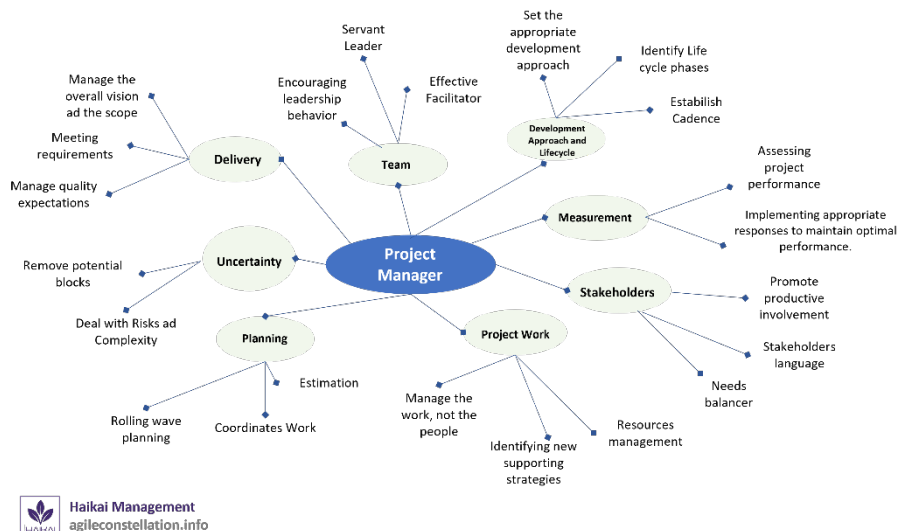 Servant
Leader
Encouraging
leadership
behavior
Effective
Facilitator
Set the
appropriate
development
approach
Identify Life
cycle phases
Estabilish
Cadence
Manage the
overall vision
ad the scope
Meeting
requirements
Manage quality
expectations
Delivery
Team
Development
Approach and
Lifecycle
Assessing
project
performance
Measurement
Implementing appropriate
responses to maintain optimal
performance.
Project
Manager
Uncertainty
Remove potential
blocks
Deal with Risks ad
Complexity
Stakeholders
Promote
productive
involvement
Stakeholders
language
Needs
balancer
Planning
Estimation
Rolling wave
planning
Coordinates Work
Project Work
Manage the
work, not the
people
Identifying new
supporting
strategies
Resources
management
Haikai Management
agileconstellation.info
HAIKAI